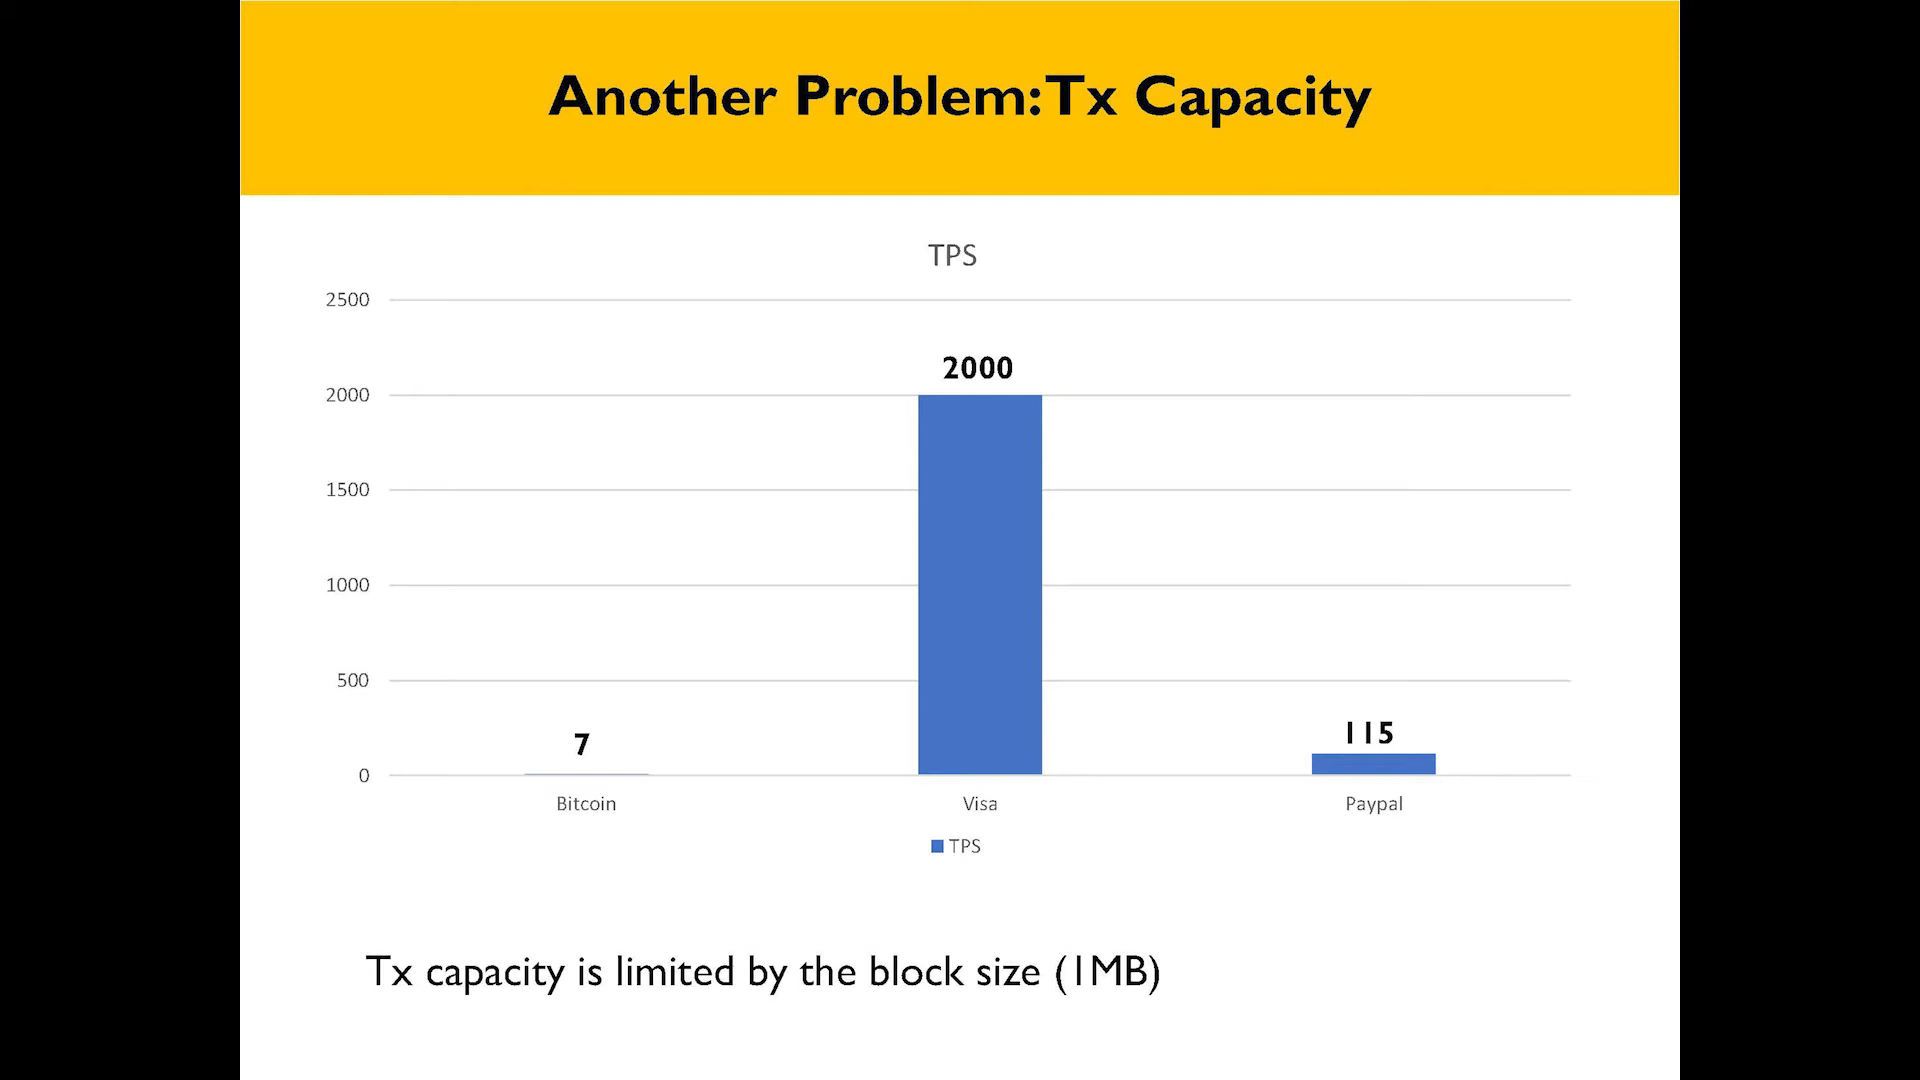 Another Problem: Tx Capacity
TPS
2500
2000
2000
1500
1000
500
115
7
0
Bitcoin Visa Paypal
TPS
Tx capacity is limited by the block size (1MB)